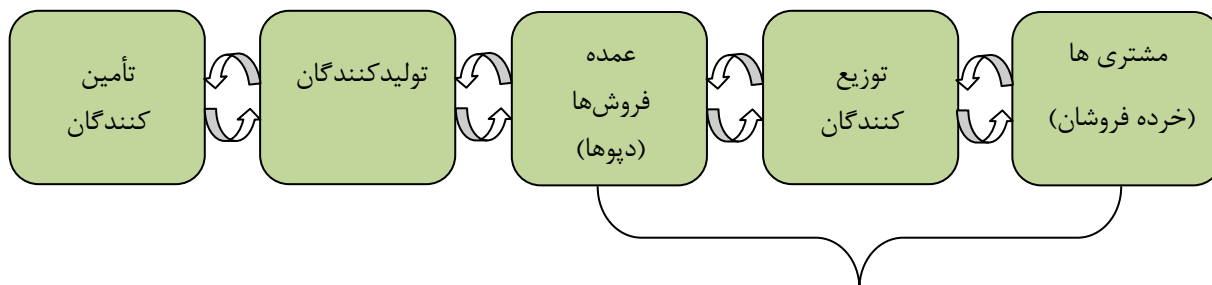 تأمین
کنندگان
تولیدکنندگان
عمده
فروش‌ها
(دپوها)
توزیع
کنندگان
مشتری ها
(خرده فروشان)